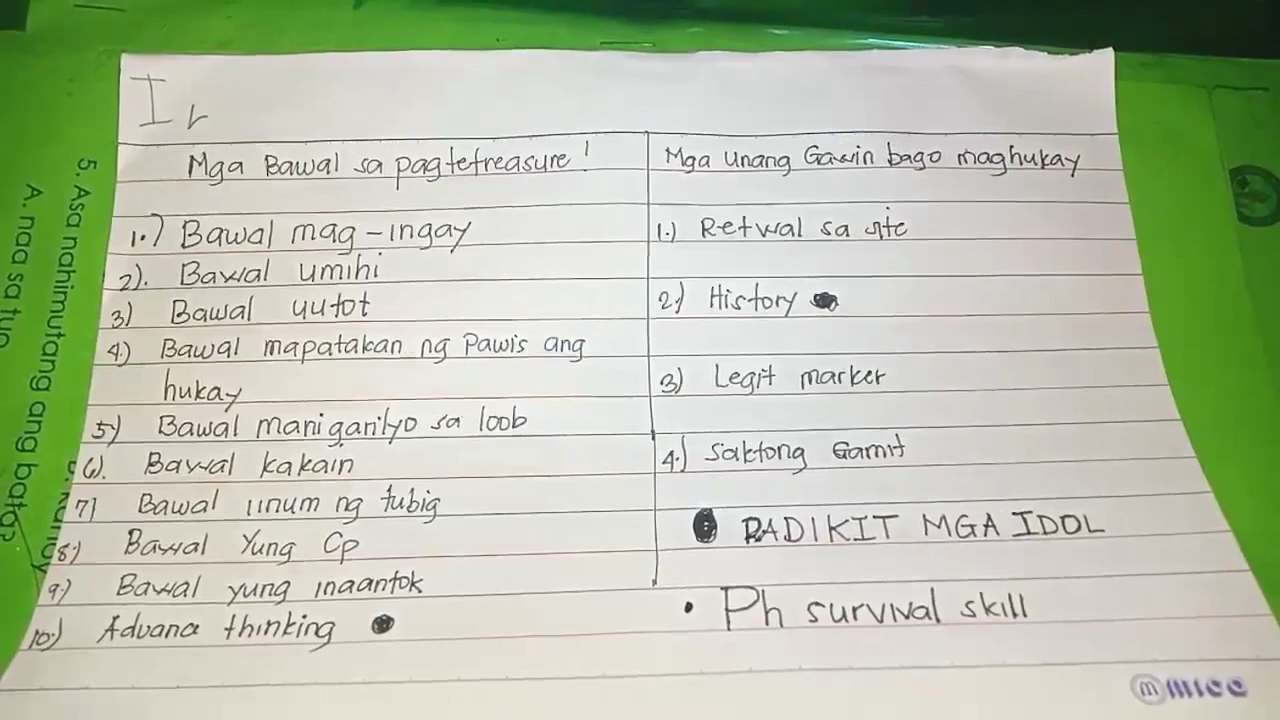 I
Mga Bawal sa pagtetreasure!
1.) Bawal mag-ingay
2). Bawal umihi
3) Bawal uutot
4.) Bawal mapatakan ng Pawis ang
hukay
5) Bawal manigarilyo sa loob
6). Bawal kakain
7) Bawal iinum ng tubig
8) Bawal Yung Cp
9.) Bawal yung inaantok
10.) Advance thinking
Mga Unang Gawin bago maghukay
1.) Retwal sa site
2) History
3) Legit marker
4.) Saktong Gamit
PADIKIT MGA IDOL
• Ph survival skill
mice
5. Asa nahimutang ang bata?
A. naa sa tuo